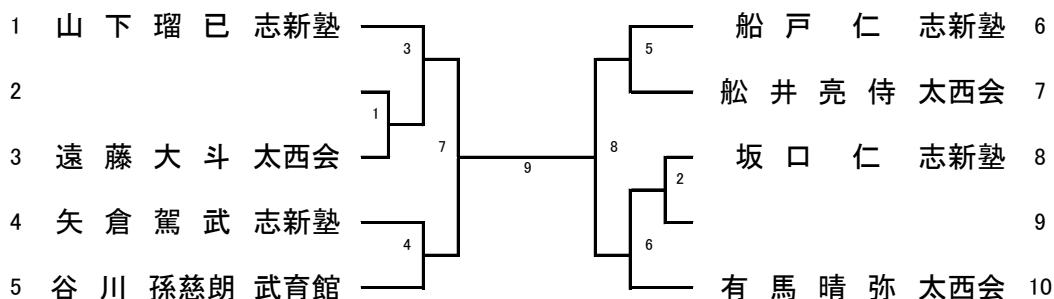 1 山 下 瑠 已 志新塾
2
3 遠 藤 大 斗 太西会
4 矢 倉 駕 武 志新塾
5 谷 川 孫慈朗 武育館
3
1
7
4
9
船 戸 仁 志新塾 6
舩 井 亮 侍 太西会 7
坂 口 仁 志新塾 8
9
有 馬 晴 弥 太西会 10
5
8
2
6